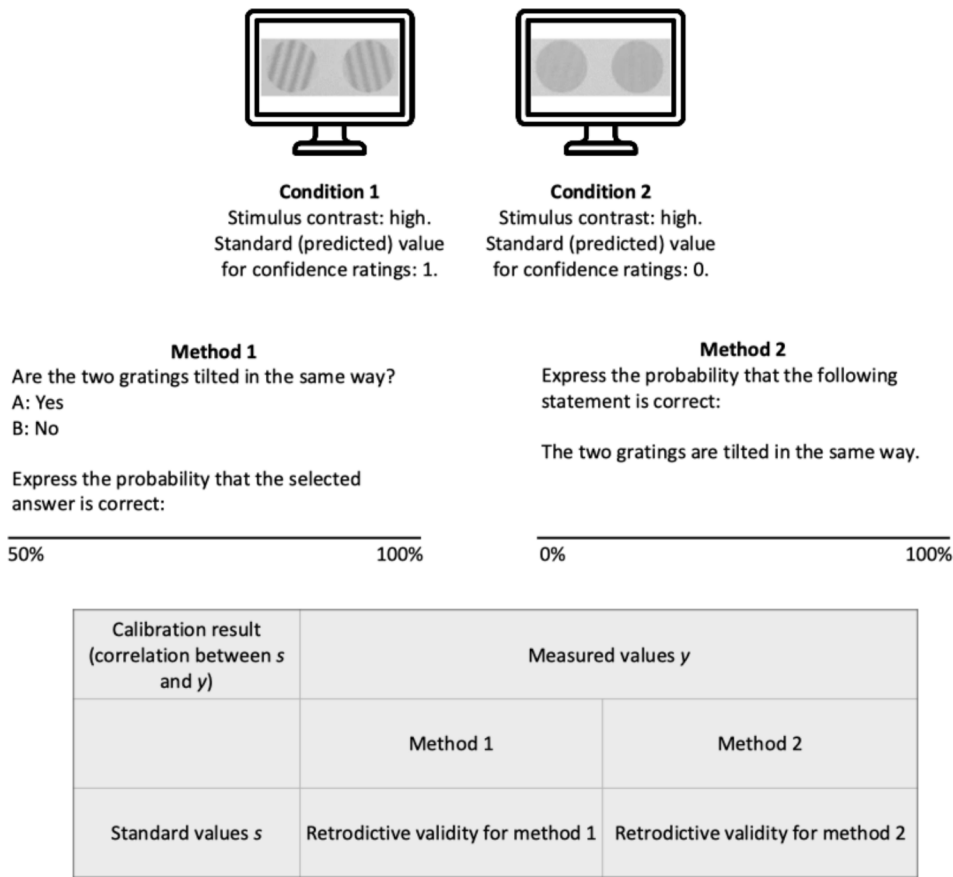 Condition 1
Stimulus contrast: high.
Standard (predicted) value
for confidence ratings: 1.
Condition 2
Stimulus contrast: high.
Standard (predicted) value
for confidence ratings: 0.
Method 1
Are the two gratings tilted in the same way?
A: Yes
B: No
Express the probability that the selected
answer is correct:
50%
100%
Method 2
Express the probability that the following
statement is correct:
The two gratings are tilted in the same way.
0%
100%
Calibration result
(correlation between s
and y)
Measured values y
Method 1
Method 2
Standard values s
Retrodictive validity for method 1
Retrodictive validity for method 2